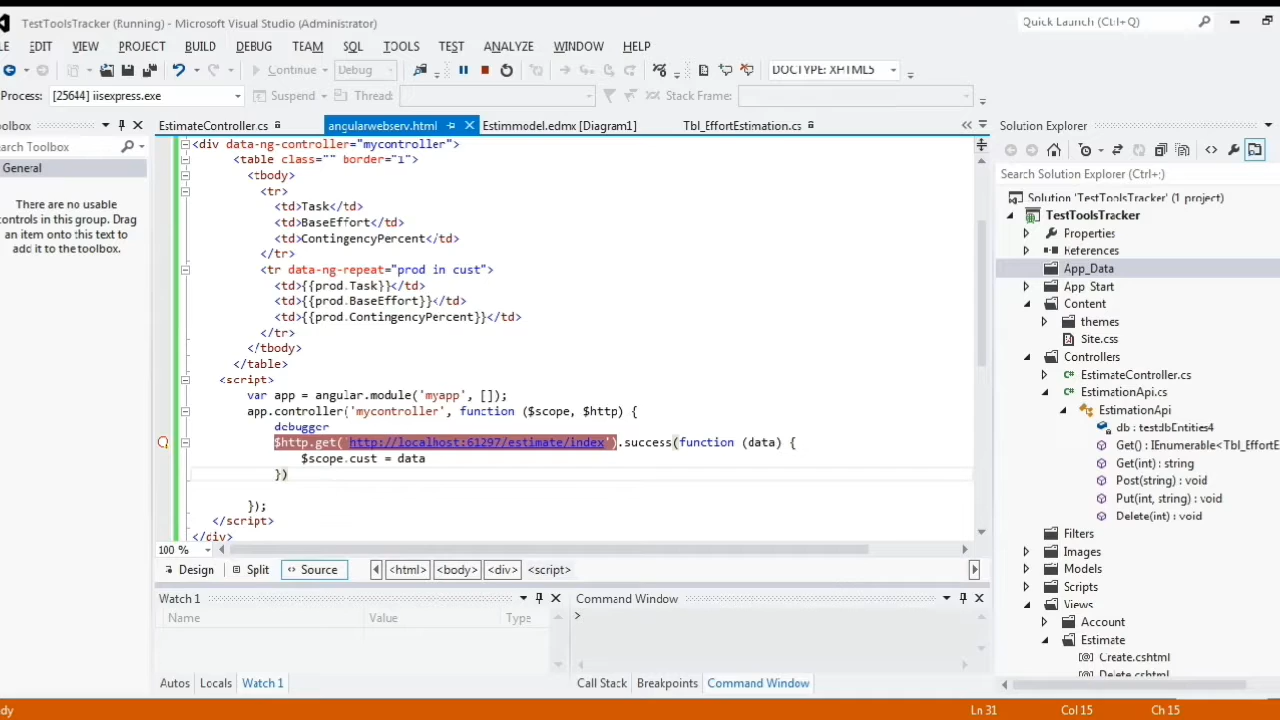 TestToolsTracker (Running) - Microsoft Visual Studio (Administrator)
Quick Launch (Ctrl+Q)
LE EDIT VIEW PROJECT BUILD DEBUG TEAM SQL TOOLS TEST ANALYZE WINDOW HELP
Continue Debug DOCTYPE: XHTML5
Process: [25644] iisexpress.exe Suspend Thread: Stack Frame:
oolbox
EstimateController.cs angularwebserv.html Estimmodel.edmx [Diagram1] Tbl_EffortEstimation.cs
Solution Explorer
earch Toolbox
General
There are no usable
controls in this group. Drag
an item onto this text to
add it to the toolbox.
<div data-ng-controller="mycontroller">
<table class="" border="1">
<tbody>
<tr>
<td>Task</td>
<td>BaseEffort</td>
<td>ContingencyPercent</td>
</tr>
<tr data-ng-repeat="prod in cust">
<td>{{prod.Task}}</td>
<td>{{prod.BaseEffort}}</td>
<td>{{prod.ContingencyPercent}}</td>
</tr>
</tbody>
</table>
<script>
var app = angular.module('myapp', []);
app.controller('mycontroller', function ($scope, $http) {
debugger
$http.get('http://localhost:61297/estimate/index').success(function (data) {
$scope.cust = data
})
});
</script>
</div>
100 %
Design Split Source <html> <body> <div> <script>
Watch 1
Name Value Type
Autos Locals Watch 1
Command Window
>
Call Stack Breakpoints Command Window
Search Solution Explorer (Ctrl+;)
Solution 'TestToolsTracker' (1 project)
TestToolsTracker
Properties
References
App_Data
App_Start
Content
themes
Site.css
Controllers
EstimateController.cs
EstimationApi.cs
EstimationApi
db : testdbEntities4
Get() : IEnumerable<Tbl_EffortE
Get(int) : string
Post(string) : void
Put(int, string) : void
Delete(int) : void
Filters
Images
Models
Scripts
Views
Account
Estimate
Create.cshtml
Delete.cshtml
dy Ln 31 Col 15 Ch 15